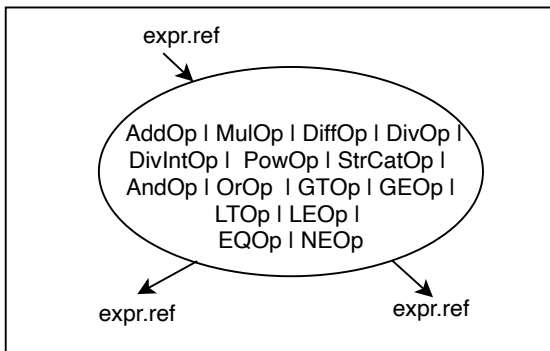 expr.ref
AddOp | MulOp | DiffOp | DivOp |
DivIntOp | PowOp | StrCatOp |
AndOp | OrOp | GTOp | GEOp |
LTOp | LEOp |
EQOp | NEOp
expr.ref
expr.ref